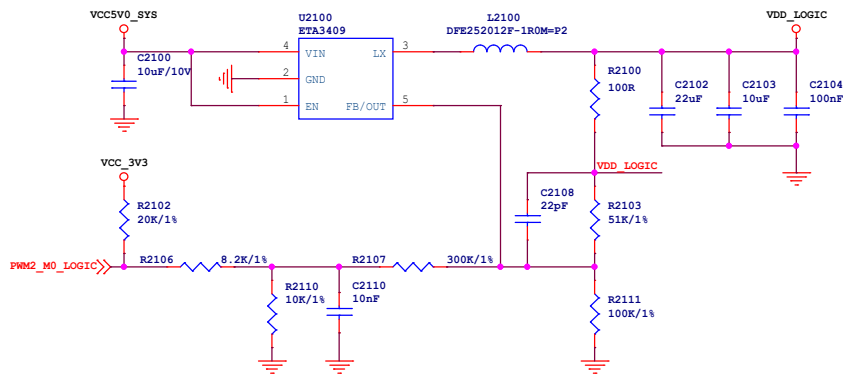 VCC5V0_SYS
U2100
ETA3409
L2100
DFE252012F-1R0M=P2
VDD_LOGIC
4 VIN LX 3
2 GND
1 EN FB/OUT 5
C2100
10uF/10V
R2100
100R
C2102
22uF
C2103
10uF
C2104
100nF
VCC_3V3
VDD_LOGIC
R2102
20K/1%
C2108
22pF
R2103
51K/1%
PWM2_M0_LOGIC
R2106 8.2K/1%
R2107 300K/1%
R2110
10K/1%
C2110
10nF
R2111
100K/1%